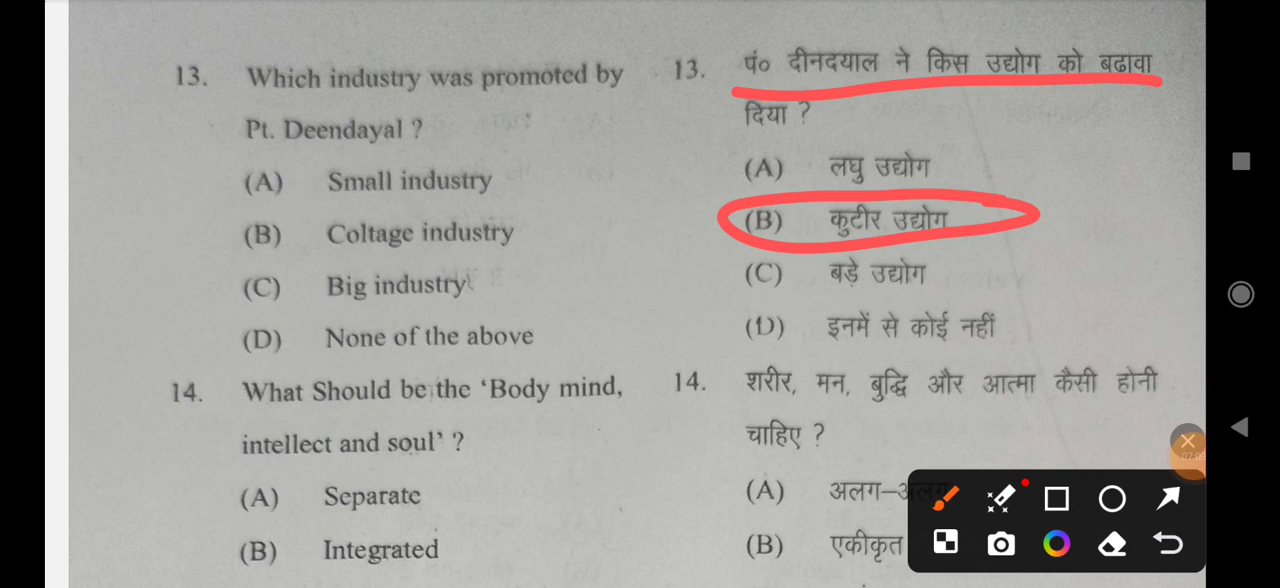 13. Which industry was promoted by
Pt. Deendayal ?
(A) Small industry
(B) Coltage industry
(C) Big industry
(D) None of the above
14. What Should be the ‘Body mind,
intellect and soul’ ?
(A) Separate
(B) Integrated
13. पं० दीनदयाल ने किस उद्योग को बढावा
दिया ?
(A) लघु उद्योग
(B) कुटीर उद्योग
(C) बड़े उद्योग
(D) इनमें से कोई नहीं
14. शरीर, मन, बुद्धि और आत्मा कैसी होनी
चाहिए ?
(A) अलग–अलग
(B) एकीकृत